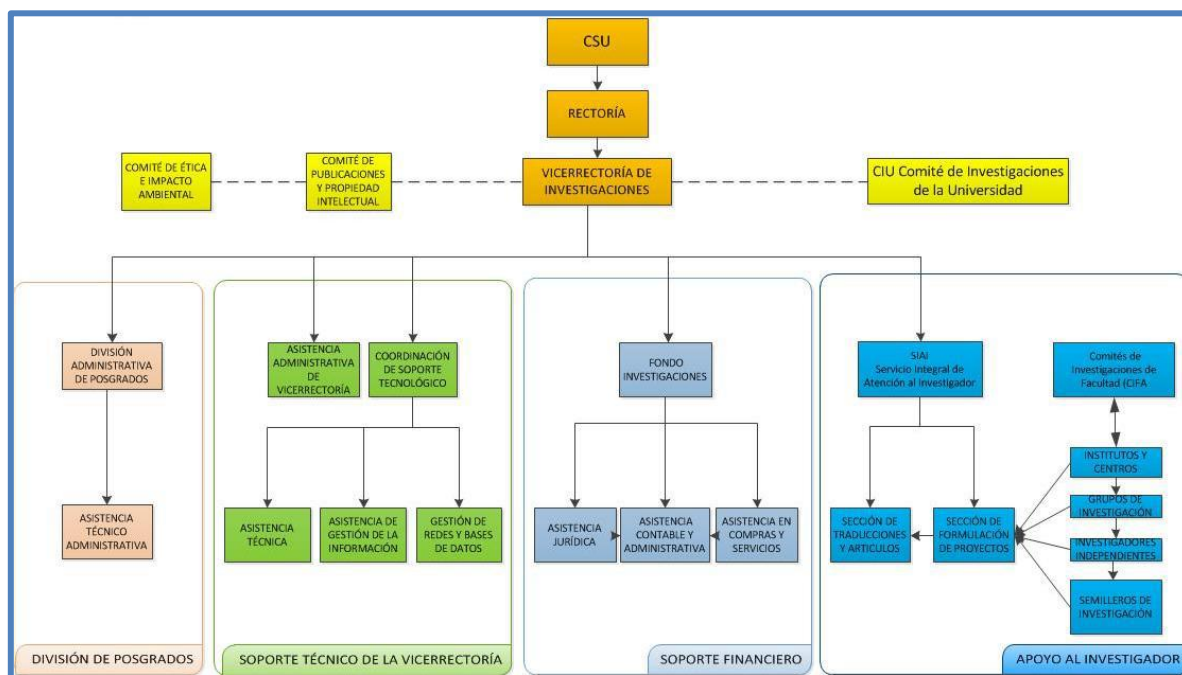 CSU
RECTORÍA
COMITÉ DE ÉTICA
E IMPACTO
AMBIENTAL
COMITÉ DE
PUBLICACIONES
Y PROPIEDAD
INTELECTUAL
VICERRECTORÍA DE
INVESTIGACIONES
CIU Comité de Investigaciones
de la Universidad
DIVISIÓN
ADMINISTRATIVA
DE POSGRADOS
ASISTENCIA
TÉCNICO
ADMINISTRATIVA
DIVISIÓN DE POSGRADOS
ASISTENCIA
ADMINISTRATIVA
DE
VICERRECTORÍA
COORDINACIÓN
DE SOPORTE
TECNOLÓGICO
ASISTENCIA
TÉCNICA
ASISTENCIA DE
GESTIÓN DE LA
INFORMACIÓN
GESTIÓN DE
REDES Y BASES
DE DATOS
SOPORTE TÉCNICO DE LA VICERRECTORÍA
FONDO
INVESTIGACIONES
ASISTENCIA
JURÍDICA
ASISTENCIA
CONTABLE Y
ADMINISTRATIVA
ASISTENCIA EN
COMPRAS Y
SERVICIOS
SOPORTE FINANCIERO
SIAI
Servicio Integral de
Atención al Investigador
Comités de
Investigaciones de
Facultad (CIFA
INSTITUTOS Y
CENTROS
GRUPOS DE
INVESTIGACIÓN
INVESTIGADORES
INDEPENDIENTES
SEMILLEROS DE
INVESTIGACIÓN
SECCIÓN DE
TRADUCCIONES
Y ARTICULOS
SECCIÓN DE
FORMULACIÓN
DE PROYECTOS
APOYO AL INVESTIGADOR